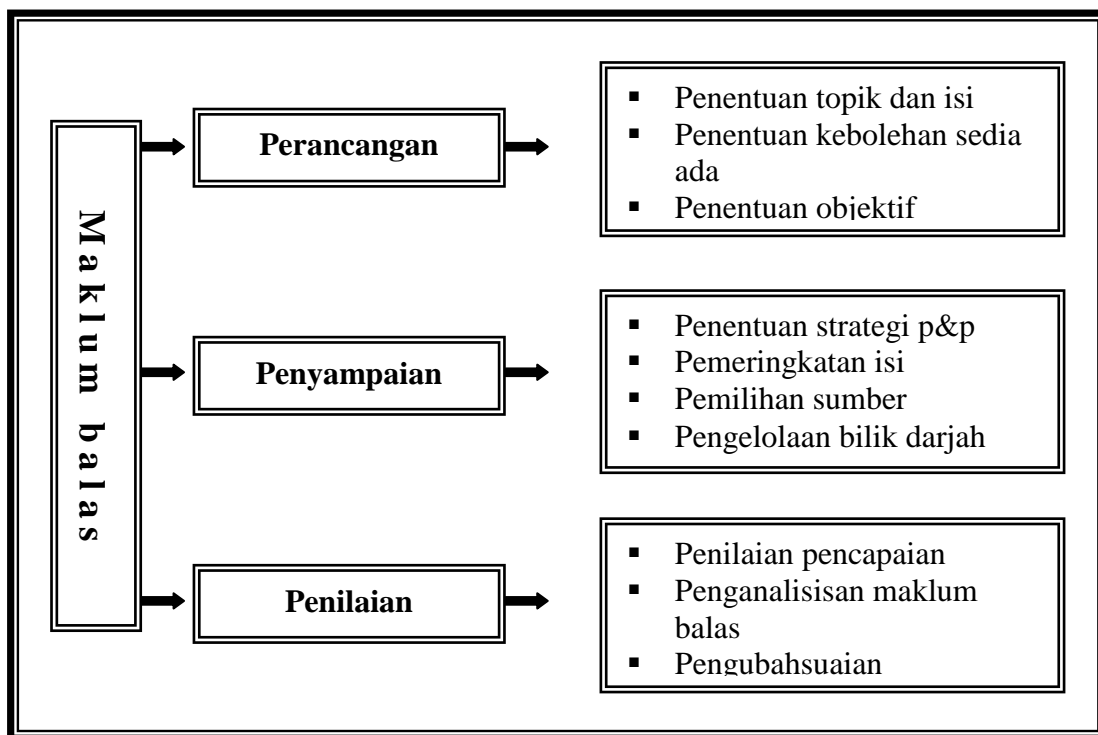 Maklum balas
Perancangan
▪ Penentuan topik dan isi
▪ Penentuan kebolehan sedia
ada
▪ Penentuan objektif
Penyampaian
▪ Penentuan strategi p&p
▪ Pemeringkatan isi
▪ Pemilihan sumber
▪ Pengelolaan bilik darjah
Penilaian
▪ Penilaian pencapaian
▪ Penganalisisan maklum
balas
▪ Pengubahsuaian